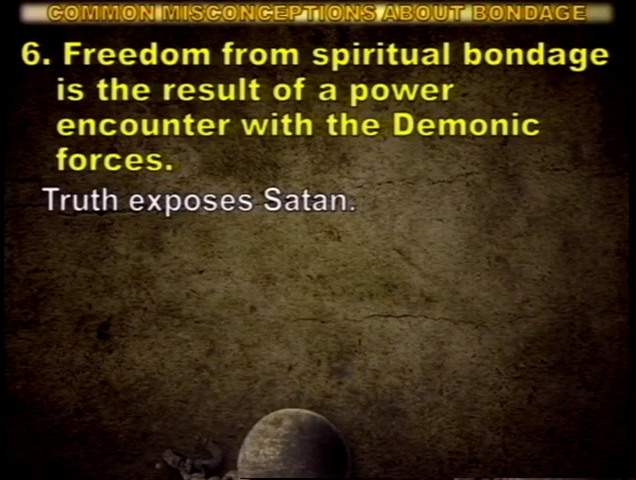 COMMON MISCONCEPTIONS ABOUT BONDAGE
6. Freedom from spiritual bondage
is the result of a power
encounter with the Demonic
forces.
Truth exposes Satan.